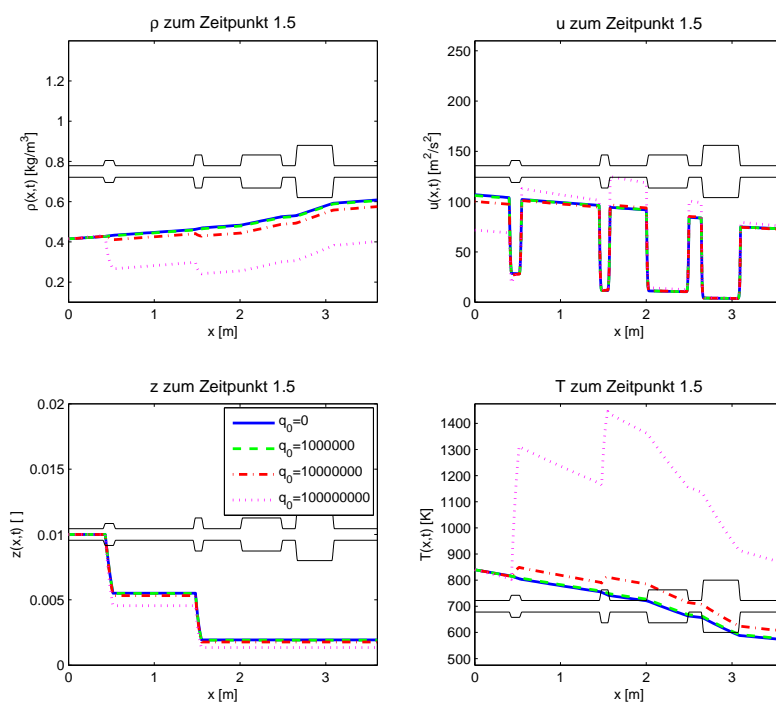 ρ zum Zeitpunkt 1.5
1.4
1.2
1
0.8
0.6
0.4
0.2
ρ(x,t) [kg/m³]
0 1 2 3
x [m]
u zum Zeitpunkt 1.5
250
200
150
100
50
0
u(x,t) [m²/s²]
0 1 2 3
x [m]
z zum Zeitpunkt 1.5
0.02
0.015
0.01
0.005
0
z(x,t) [ ]
q₀=0
q₀=1000000
q₀=10000000
q₀=100000000
0 1 2 3
x [m]
T zum Zeitpunkt 1.5
1400
1300
1200
1100
1000
900
800
700
600
500
T(x,t) [K]
0 1 2 3
x [m]